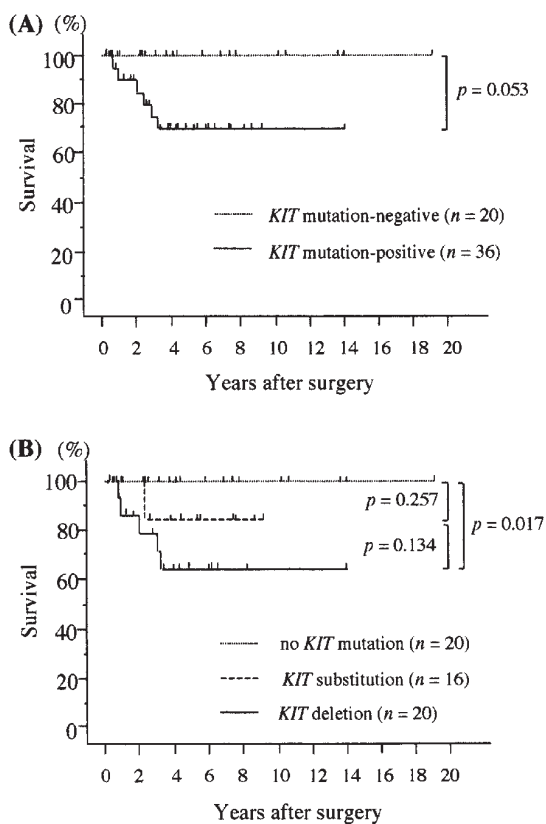 (A) (%)
100
80
60
40
20
0
Survival
p = 0.053
KIT mutation-negative (n = 20)
KIT mutation-positive (n = 36)
0 2 4 6 8 10 12 14 16 18 20
Years after surgery
(B) (%)
100
80
60
40
20
0
Survival
p = 0.257
p = 0.017
p = 0.134
no KIT mutation (n = 20)
KIT substitution (n = 16)
KIT deletion (n = 20)
0 2 4 6 8 10 12 14 16 18 20
Years after surgery